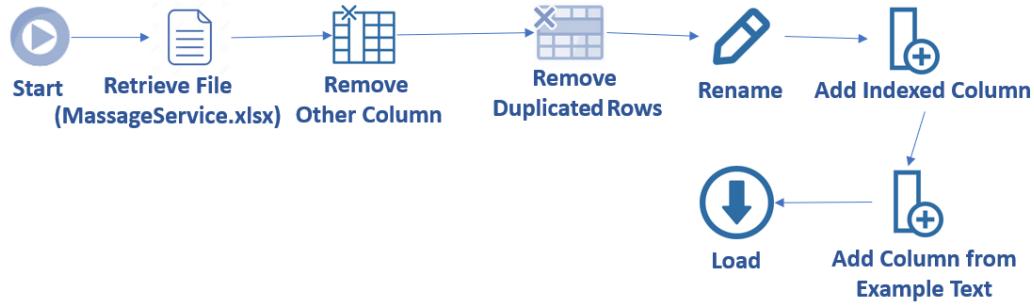 Start
Retrieve File
(MassageService.xlsx)
Remove
Other Column
Remove
Duplicated Rows
Rename
Add Indexed Column
Add Column from
Example Text
Load